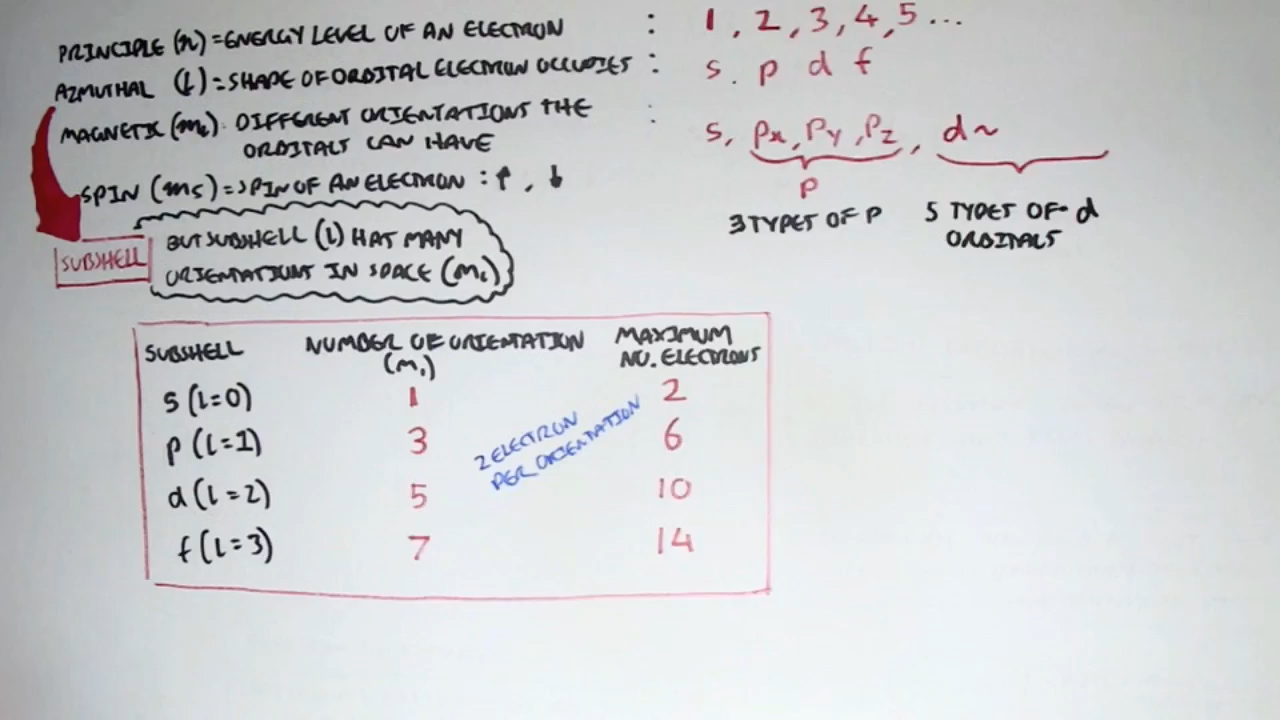 PRINCIPLE (n) = ENERGY LEVEL OF AN ELECTRON : 1, 2, 3, 4, 5 ...
AZMUTHAL (L) = SHAPE OF ORBITAL ELECTRON OCCUPIES : s. p d f
MAGNETIC (mL). DIFFERENT ORIENTATIONS THE : s, Px, Py, Pz, d~
ORBITALS CAN HAVE
P
SPIN (ms) = SPIN OF AN ELECTRON : ↑, ↓
3 TYPES OF P
5 TYPES OF d
ORBITALS
SUBSHELL
BUT SUBSHELL (L) HAS MANY
ORIENTATIONS IN SPACE (mL)
SUBSHELL NUMBER OF ORIENTATION (mL) MAXIMUM NO. ELECTRONS
s (l=0) 1 2
p (l=1) 3 6
d (l=2) 5 10
f (l=3) 7 14
2 ELECTRON
PER ORIENTATION